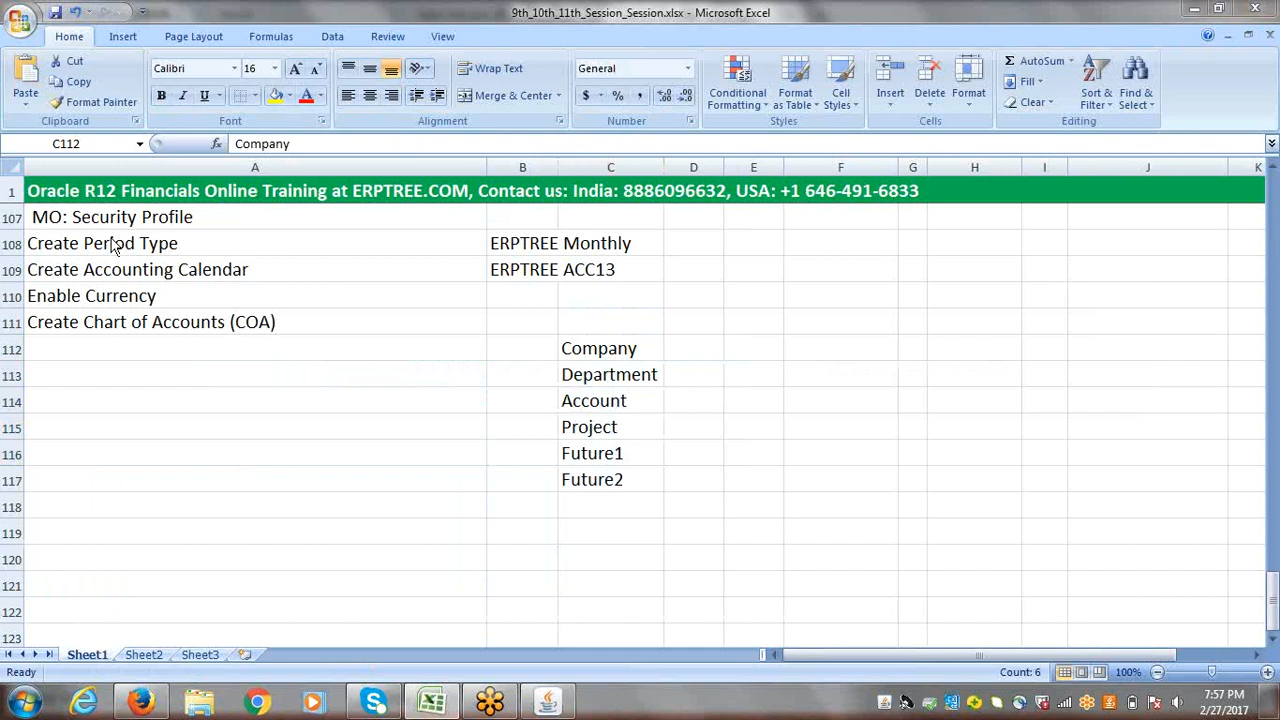 9th_10th_11th_Session_Session.xlsx - Microsoft Excel
Home Insert Page Layout Formulas Data Review View
Paste
Cut
Copy
Format Painter
Clipboard
Calibri 16
B I U
Font
Wrap Text
Merge & Center
Alignment
General
$ % ,
Number
Conditional Formatting
Format as Table
Cell Styles
Styles
Insert Delete Format
Cells
AutoSum
Fill
Clear
Sort & Filter
Find & Select
Editing
C112 fx Company
A B C D E F G H I J K
1 Oracle R12 Financials Online Training at ERPTREE.COM, Contact us: India: 8886096632, USA: +1 646-491-6833
107 MO: Security Profile
108 Create Period Type ERPTREE Monthly
109 Create Accounting Calendar ERPTREE ACC13
110 Enable Currency
111 Create Chart of Accounts (COA)
112 Company
113 Department
114 Account
115 Project
116 Future1
117 Future2
118
119
120
121
122
123
Sheet1 Sheet2 Sheet3
Ready Count: 6 100%
7:57 PM
2/27/2017